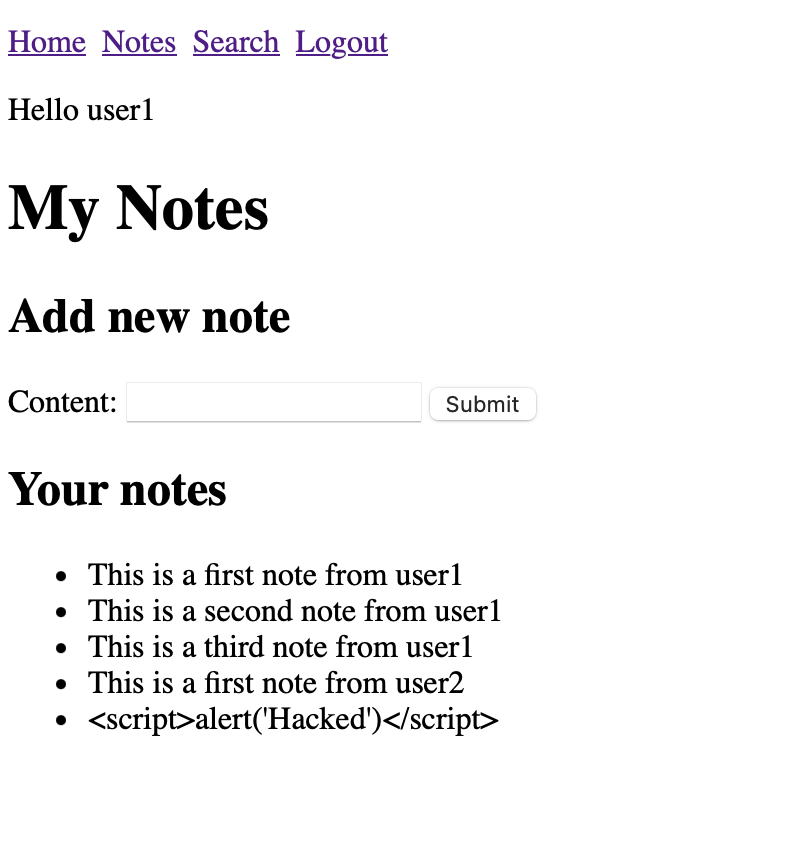 Home Notes Search Logout
Hello user1
My Notes
Add new note
Content: Submit
Your notes
This is a first note from user1
This is a second note from user1
This is a third note from user1
This is a first note from user2
<script>alert('Hacked')</script>